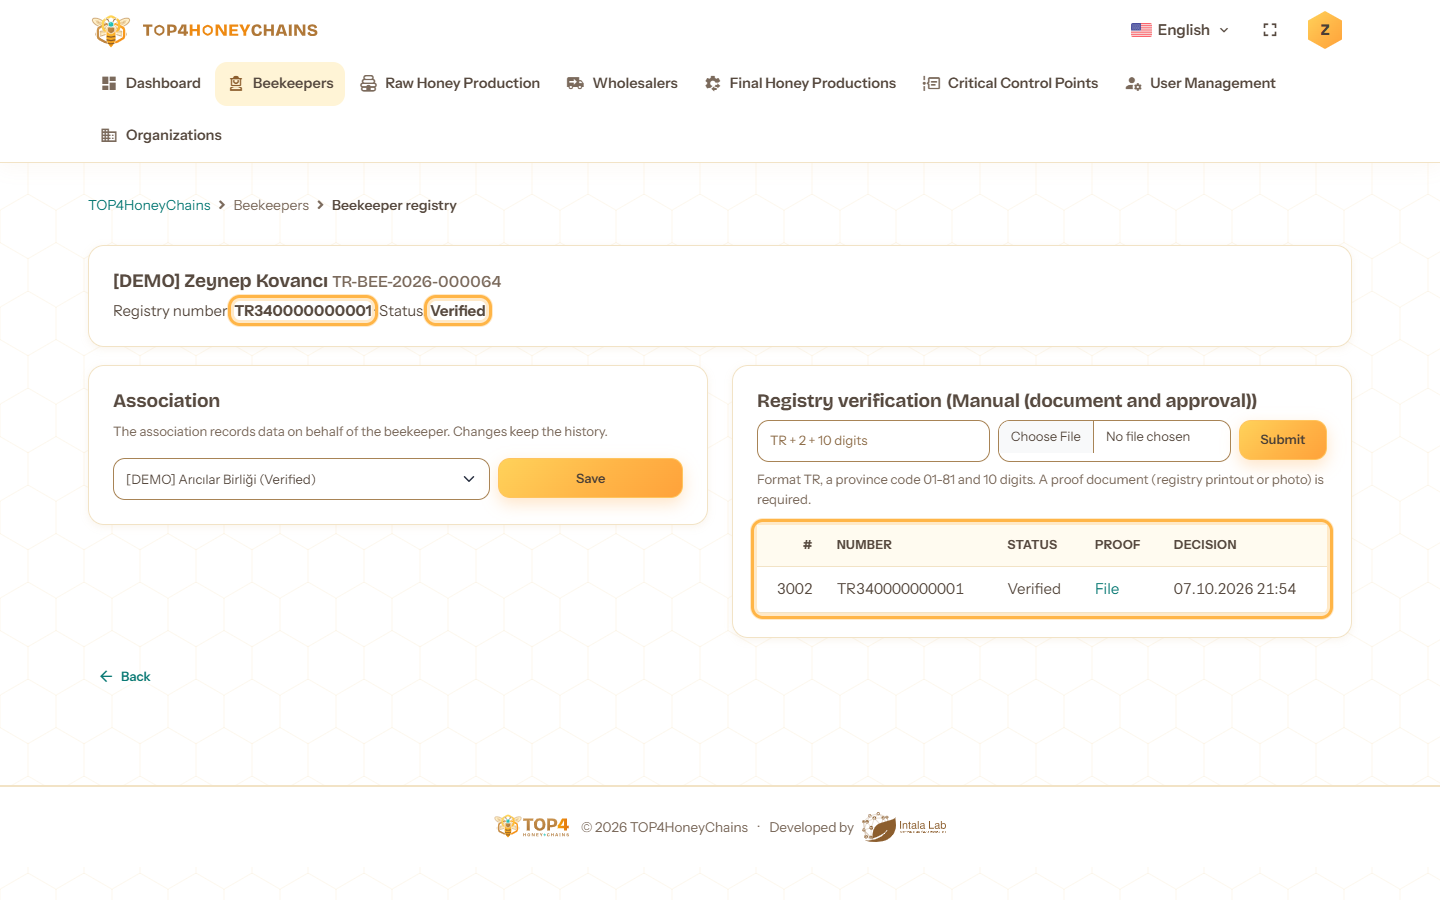 TOP4HONEYCHAINS
English
Z
Dashboard
Beekeepers
Raw Honey Production
Wholesalers
Final Honey Productions
Critical Control Points
User Management
Organizations
TOP4HoneyChains > Beekeepers > Beekeeper registry
[DEMO] Zeynep Kovancı TR-BEE-2026-000064
Registry number TR340000000001 Status Verified
Association
The association records data on behalf of the beekeeper. Changes keep the history.
[DEMO] Arıcılar Birliği (Verified)
Save
Registry verification (Manual (document and approval))
TR + 2 + 10 digits
Choose File No file chosen
Submit
Format TR, a province code 01-81 and 10 digits. A proof document (registry printout or photo) is
required.
# NUMBER STATUS PROOF DECISION
3002 TR340000000001 Verified File 07.10.2026 21:54
Back
TOP4
HONEYCHAINS
© 2026 TOP4HoneyChains · Developed by
Intala Lab